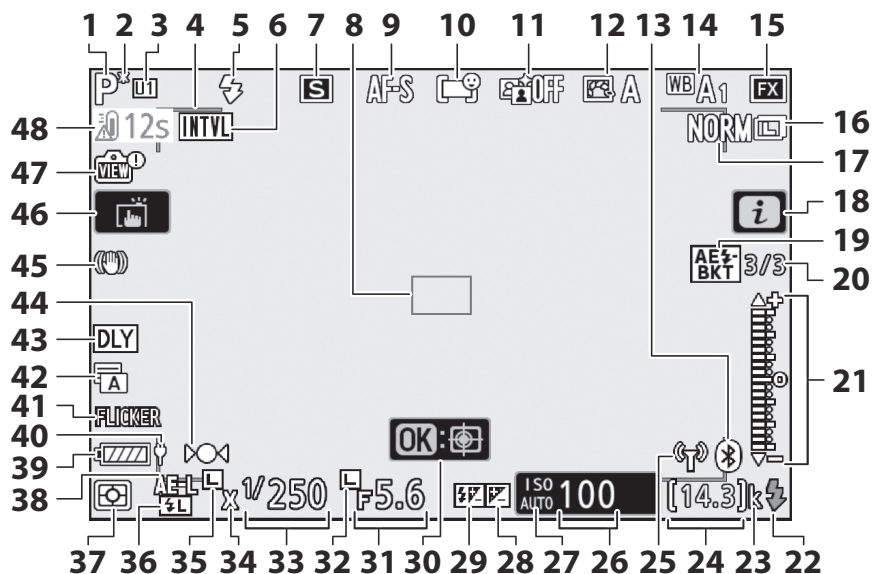 1 2 3 4 5 6 8 9 10 11 12 13 14 15
7
P* U1 S AF-S OFF A WB A1 FX
48 12s INTVL NORM L 16
47 VIEW 17
46 i 18
45 AE BKT 3/3 19
20
44
43 DLY
42 A 21
41 FLICKER
40
39 OK:
38 AE-L L x 1/250 L F5.6 ISO AUTO 100 [14.3]k
L
37 36 35 34 33 32 31 30 29 28 27 26 25 24 23 22